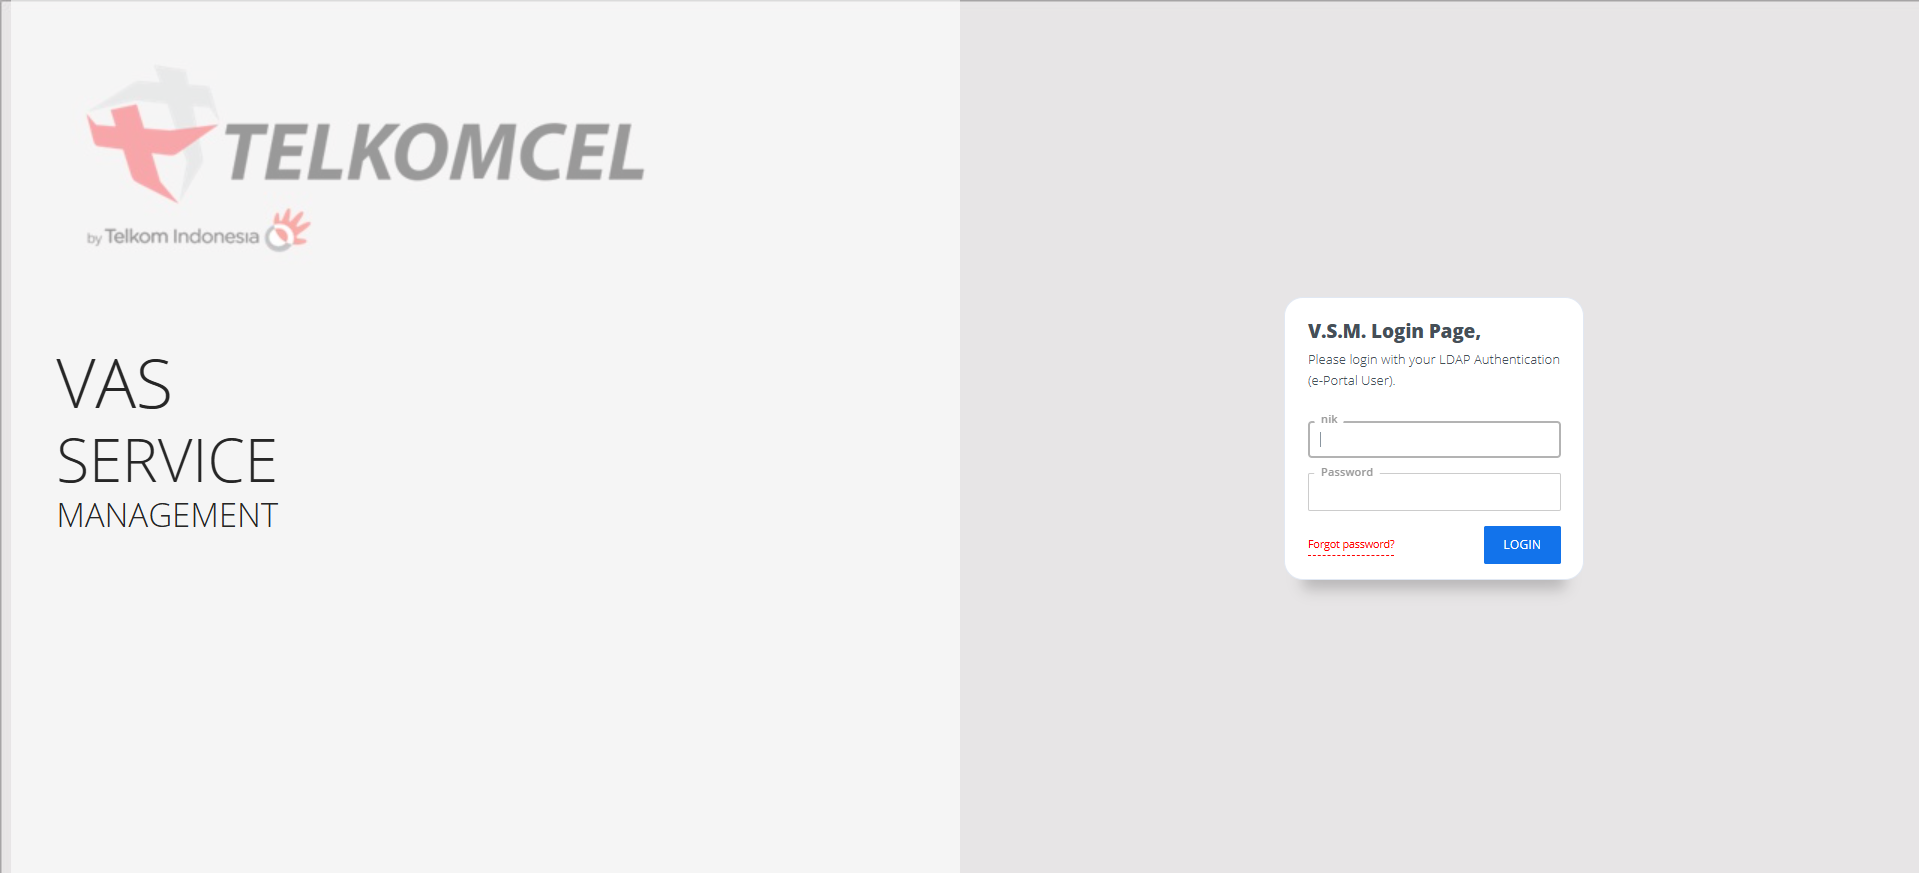 TELKOMCEL
by Telkom Indonesia
VAS
SERVICE
MANAGEMENT
V.S.M. Login Page,
Please login with your LDAP Authentication
(e-Portal User).
nik
Password
Forgot password?
LOGIN